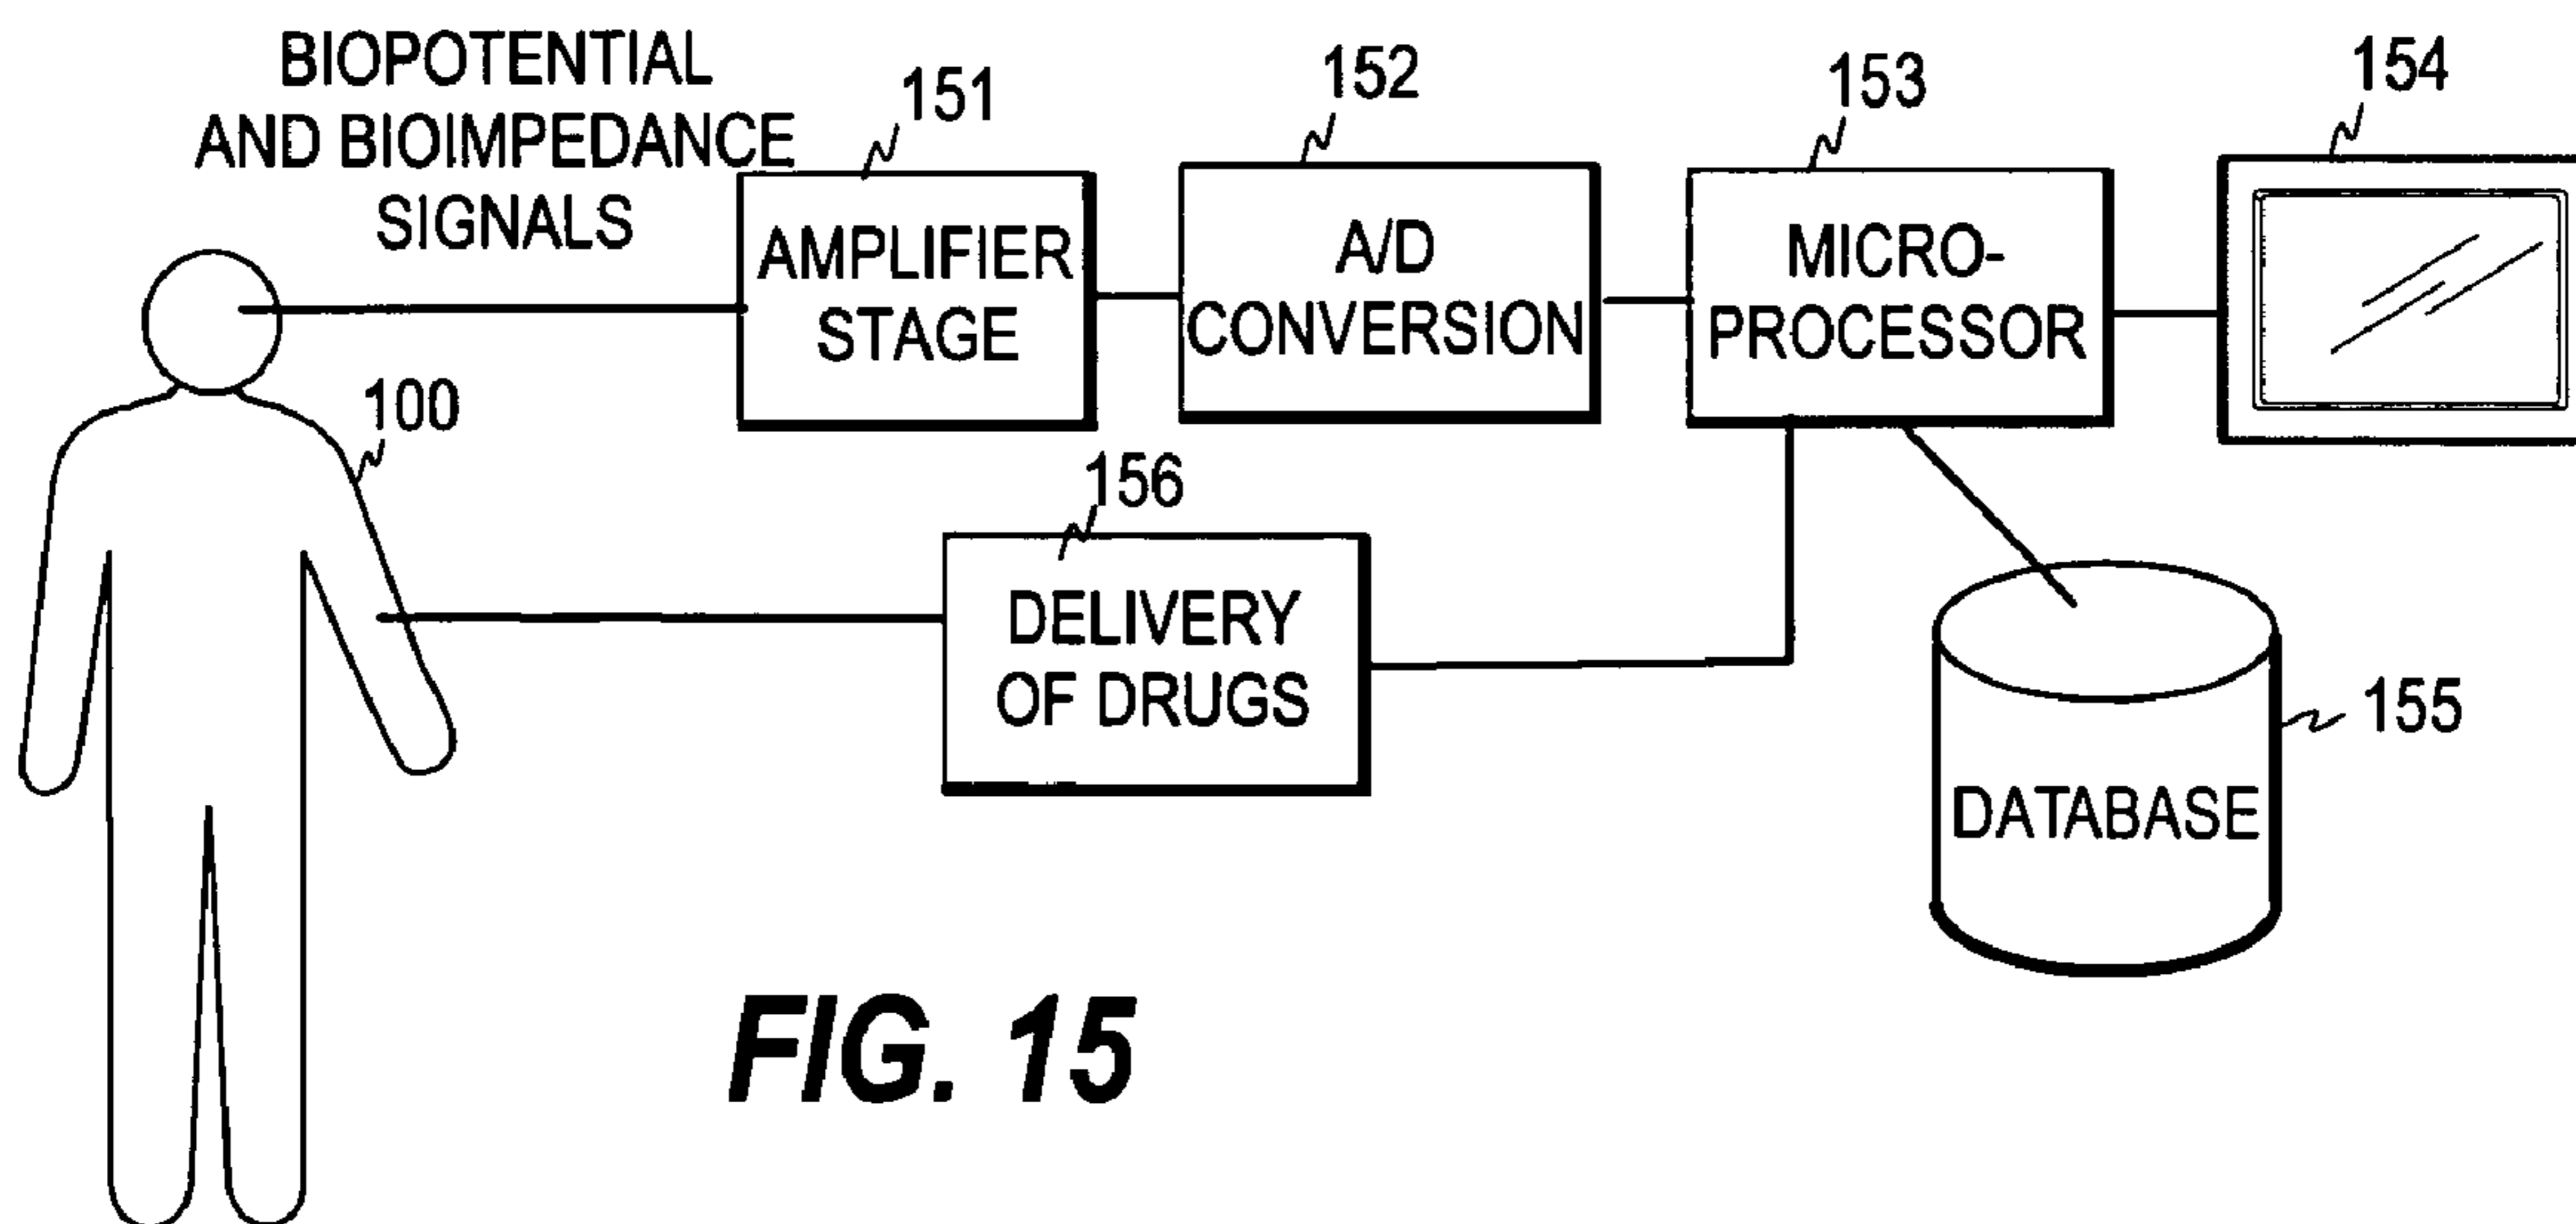 BIOPOTENTIAL
AND BIOIMPEDANCE
SIGNALS
151
152
153
154
AMPLIFIER
STAGE
A/D
CONVERSION
MICRO-
PROCESSOR
100
156
DELIVERY
OF DRUGS
155
DATABASE
FIG. 15